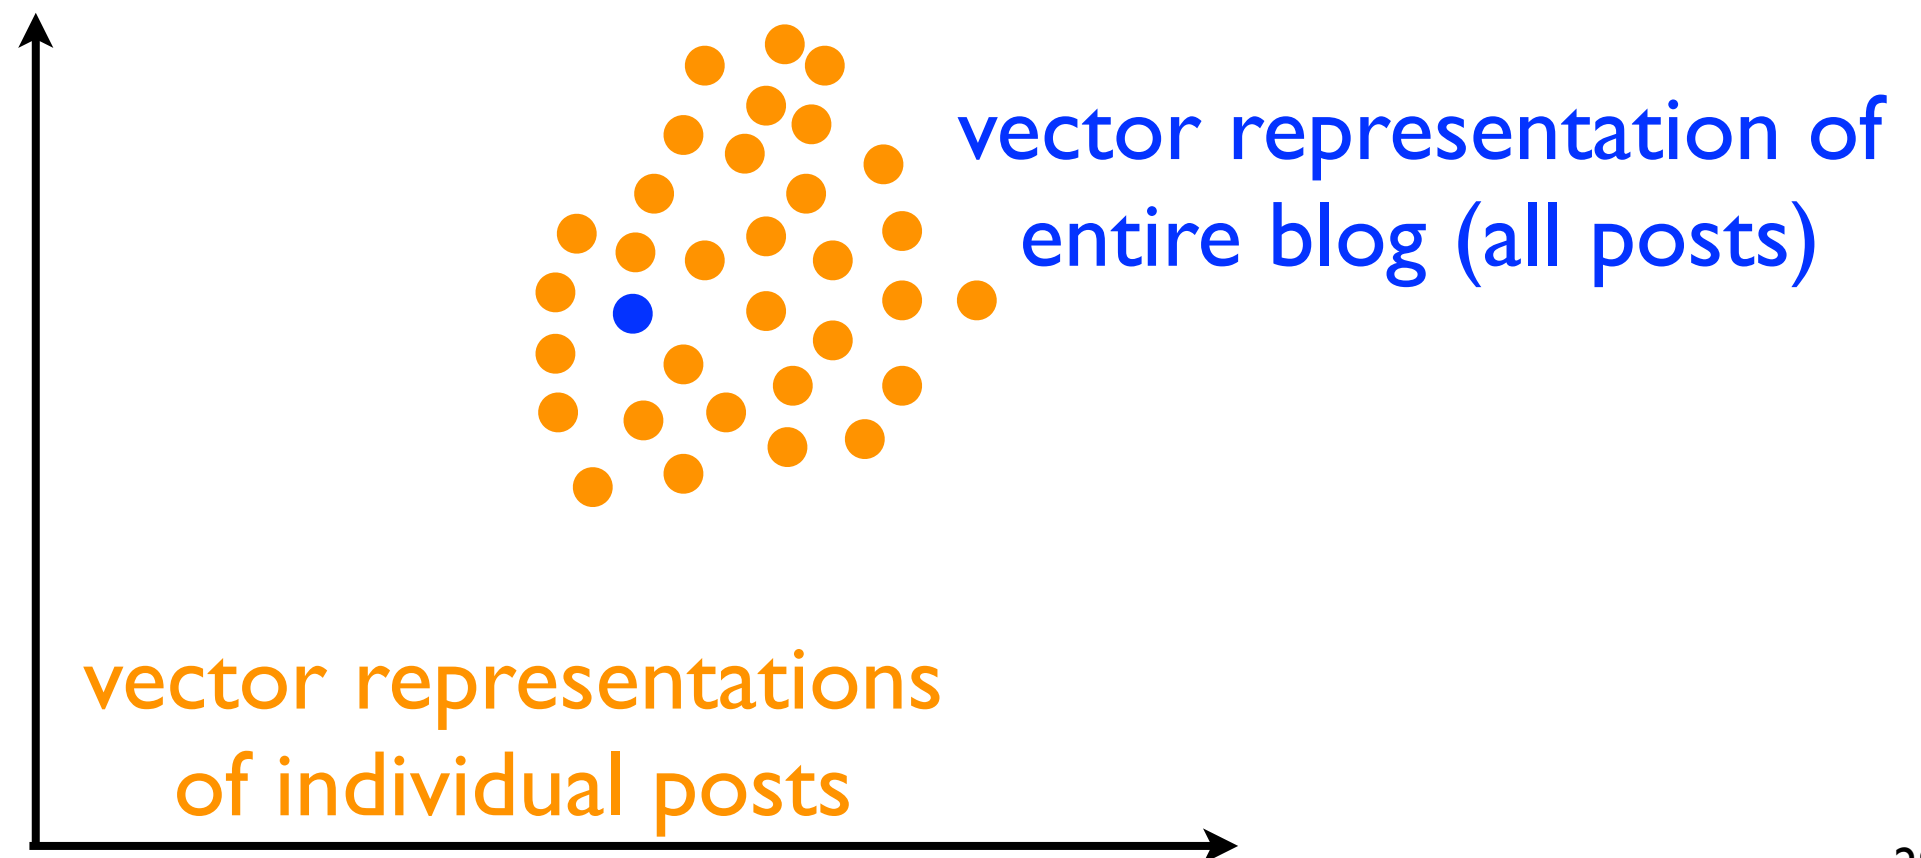 vector representation of
entire blog (all posts)
vector representations
of individual posts